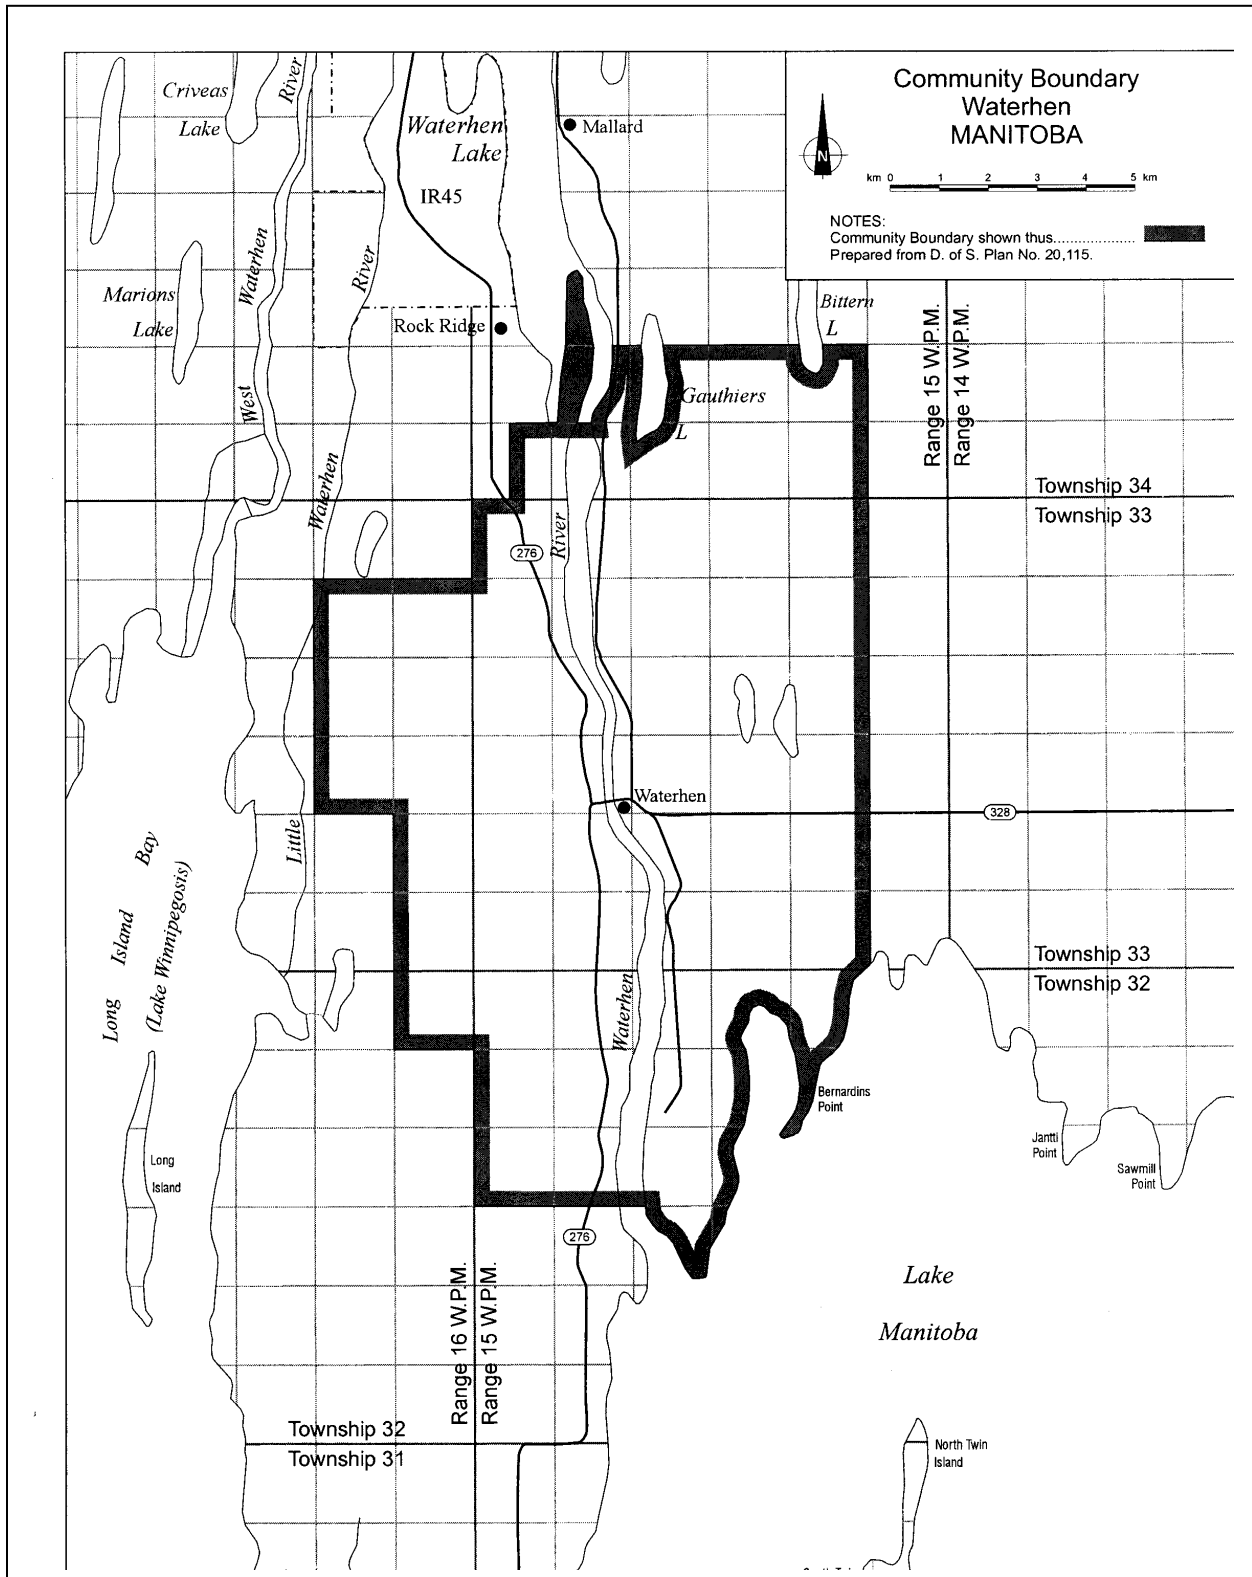 Community Boundary
Waterhen
MANITOBA
N
km 0 1 2 3 4 5 km
NOTES:
Community Boundary shown thus......................
Prepared from D. of S. Plan No. 20,115.
Criveas
Lake
River
Waterhen
Lake
Mallard
IR45
West
Waterhen
River
Marions
Lake
Rock Ridge
Bittern
L
Gauthiers
L
Range 15 W.P.M.
Range 14 W.P.M.
Waterhen
Township 34
Township 33
River
276
Waterhen
328
Little
Long Island Bay
(Lake Winnipegosis)
Township 33
Township 32
Waterhen
Bernardins
Point
Jantti
Point
Sawmill
Point
Long
Island
276
Lake
Manitoba
Range 16 W.P.M.
Range 15 W.P.M.
Township 32
Township 31
North Twin
Island